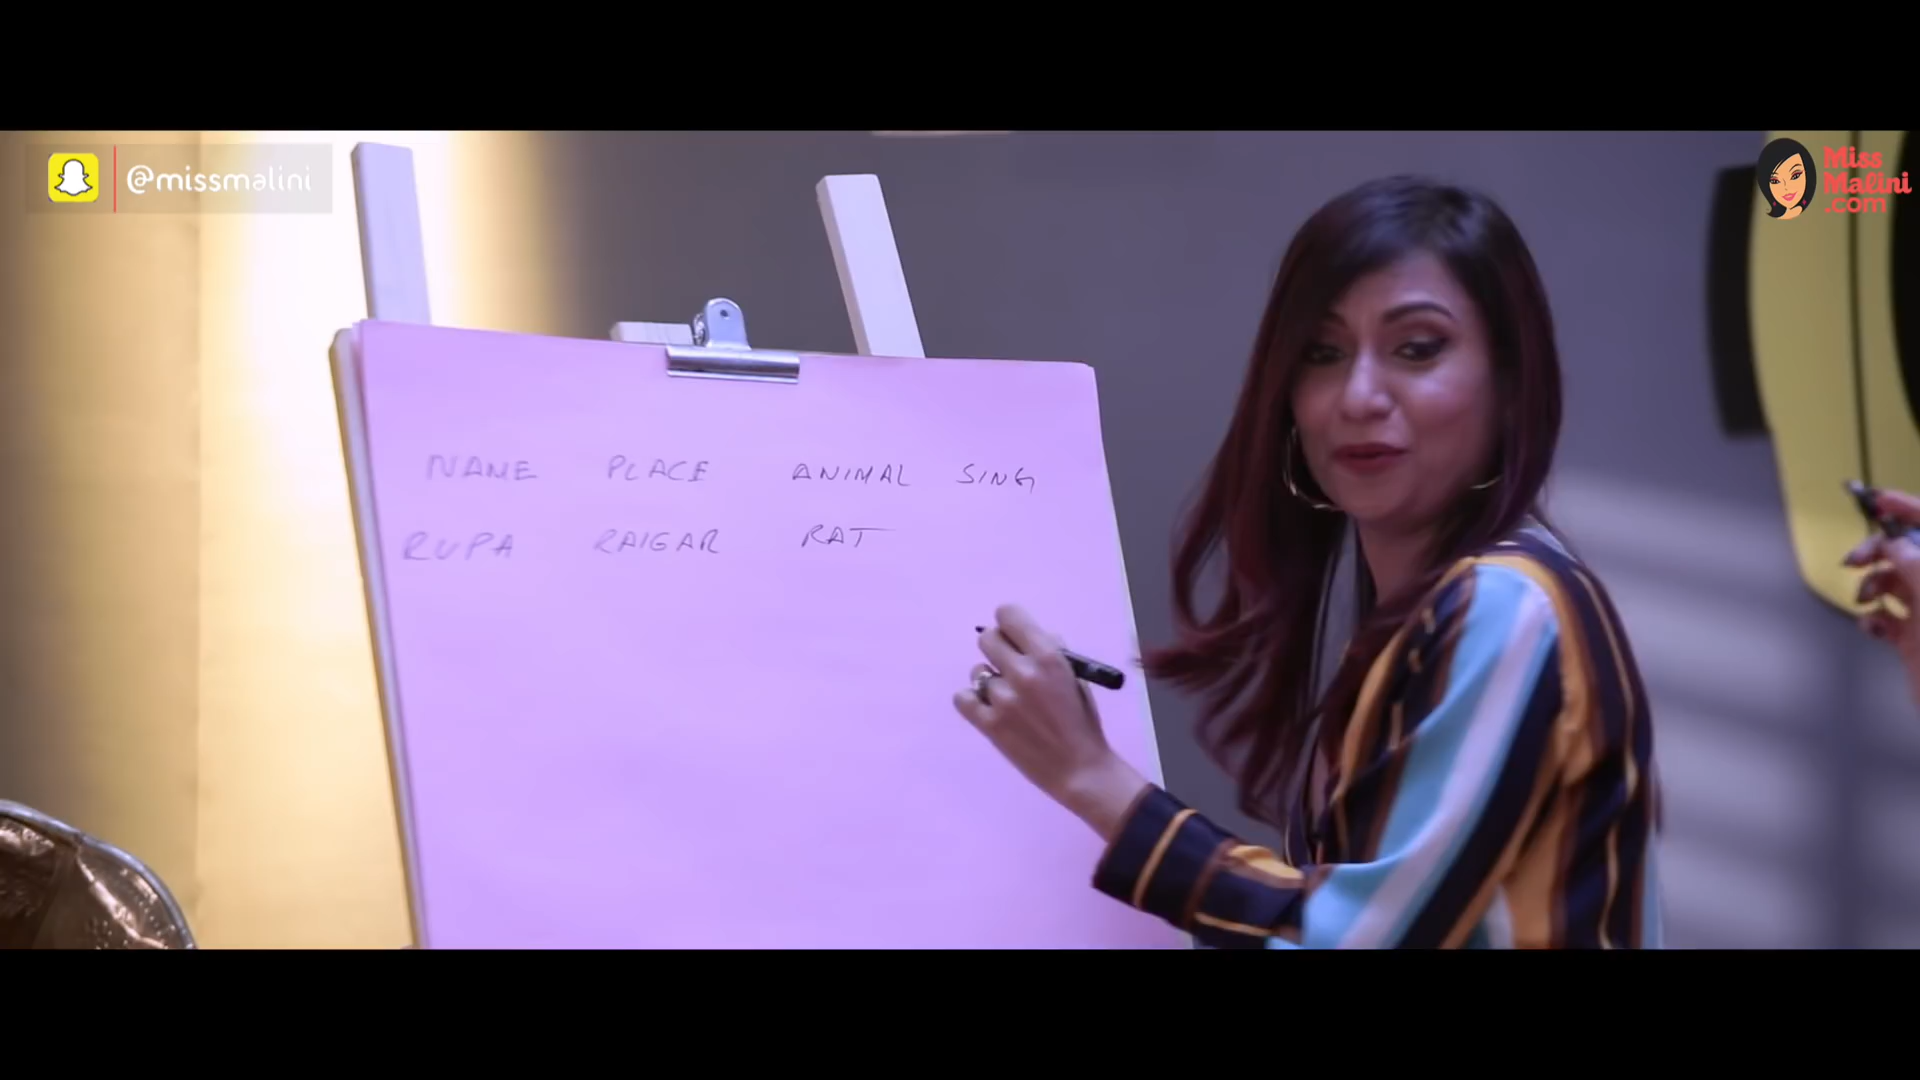 @missmalini
Miss
Malini
.com
NAME PLACE ANIMAL SING
RUPA RAIGAR RAT